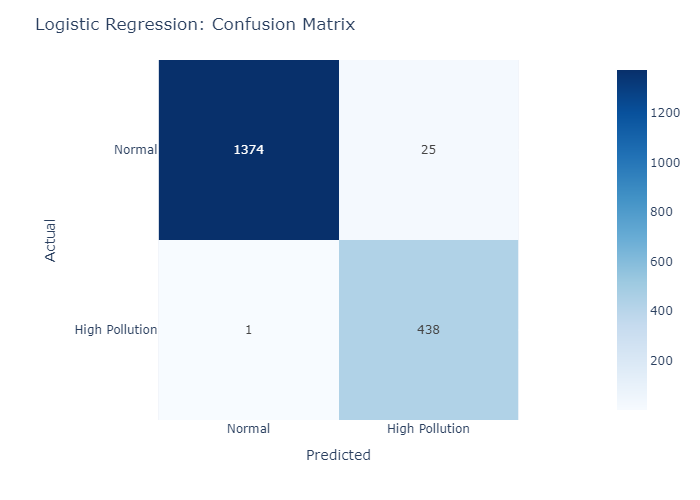 Logistic Regression: Confusion Matrix
Actual
Normal
High Pollution
1374
25
1
438
Normal
High Pollution
Predicted
1200
1000
800
600
400
200